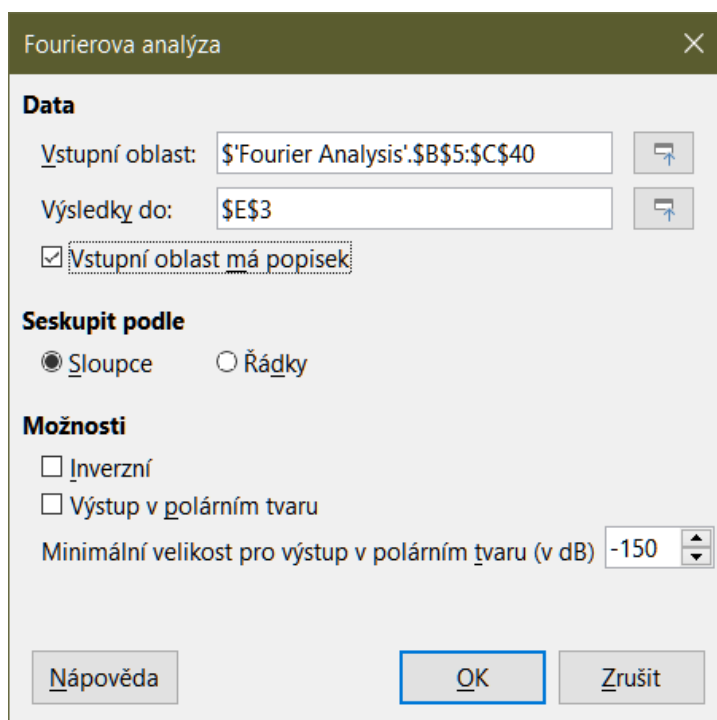 Fourierova analýza
Data
Vstupní oblast: $'Fourier Analysis'.$B$5:$C$40
Výsledky do: $E$3
Vstupní oblast má popisek
Seskupit podle
Sloupce Řádky
Možnosti
Inverzní
Výstup v polárním tvaru
Minimální velikost pro výstup v polárním tvaru (v dB) -150
Nápověda OK Zrušit